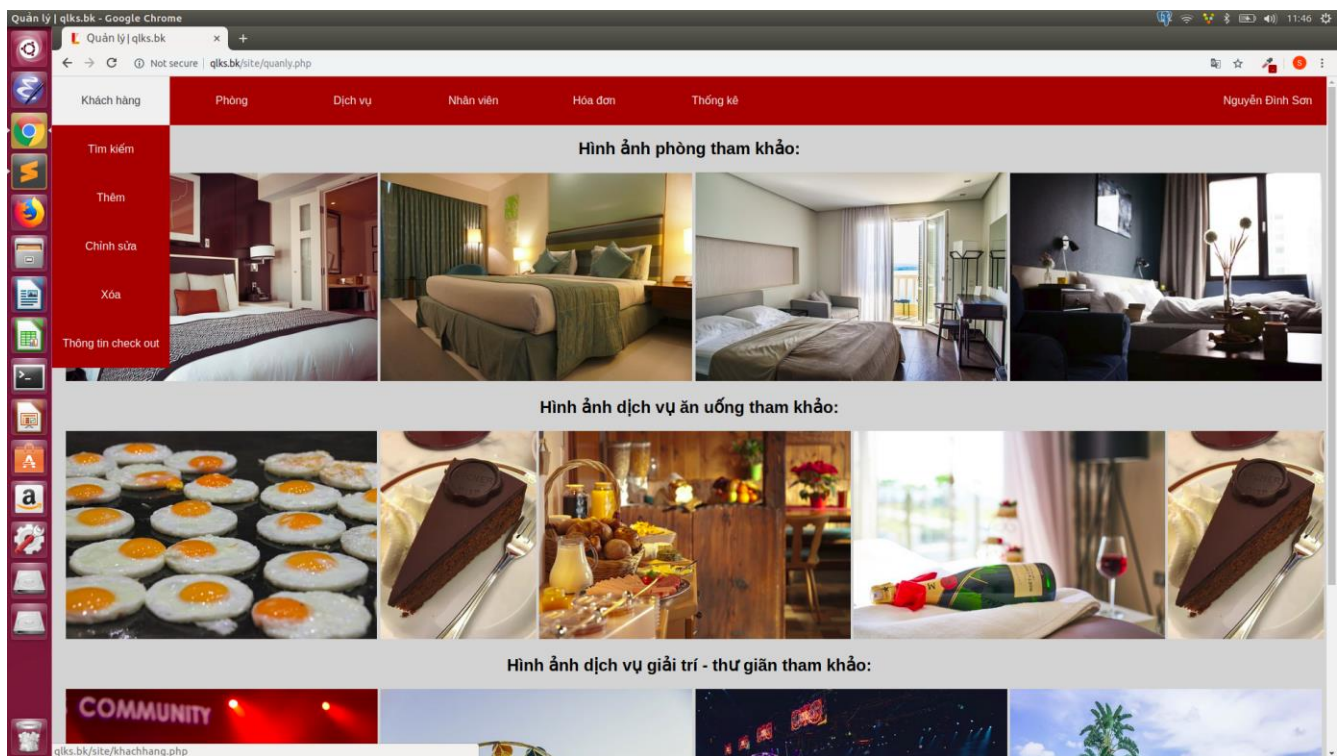 Quản lý | qlks.bk - Google Chrome
11:46
Quản lý | qlks.bk
Not secure | qlks.bk/site/quanly.php
Khách hàng
Phòng
Dịch vụ
Nhân viên
Hóa đơn
Thống kê
Nguyễn Đình Sơn
Tìm kiếm
Thêm
Chỉnh sửa
Xóa
Thông tin check out
Hình ảnh phòng tham khảo:
Hình ảnh dịch vụ ăn uống tham khảo:
Hình ảnh dịch vụ giải trí - thư giãn tham khảo:
COMMUNITY
qlks.bk/site/khachhang.php